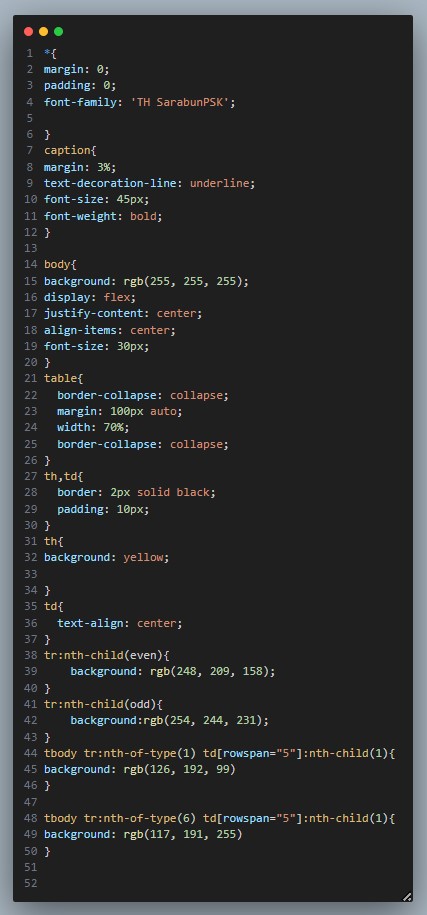 1 *{
2 margin: 0;
3 padding: 0;
4 font-family: 'TH SarabunPSK';
5
6 }
7 caption{
8 margin: 3%;
9 text-decoration-line: underline;
10 font-size: 45px;
11 font-weight: bold;
12 }
13
14 body{
15 background: rgb(255, 255, 255);
16 display: flex;
17 justify-content: center;
18 align-items: center;
19 font-size: 30px;
20 }
21 table{
22   border-collapse: collapse;
23   margin: 100px auto;
24   width: 70%;
25   border-collapse: collapse;
26 }
27 th,td{
28   border: 2px solid black;
29   padding: 10px;
30 }
31 th{
32 background: yellow;
33
34 }
35 td{
36   text-align: center;
37 }
38 tr:nth-child(even){
39     background: rgb(248, 209, 158);
40 }
41 tr:nth-child(odd){
42     background:rgb(254, 244, 231);
43 }
44 tbody tr:nth-of-type(1) td[rowspan="5"]:nth-child(1){
45 background: rgb(126, 192, 99)
46 }
47
48 tbody tr:nth-of-type(6) td[rowspan="5"]:nth-child(1){
49 background: rgb(117, 191, 255)
50 }
51
52